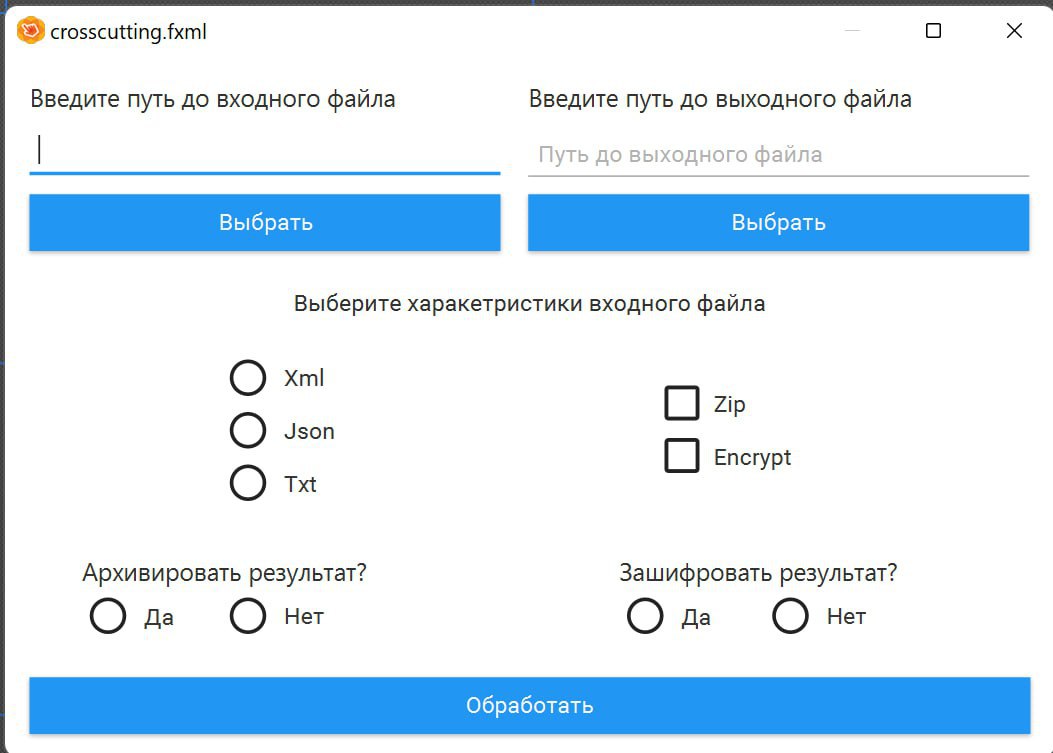 crosscutting.fxml
Введите путь до входного файла
Введите путь до выходного файла
Путь до выходного файла
Выбрать
Выбрать
Выберите харакетристики входного файла
Xml
Json
Txt
Zip
Encrypt
Архивировать результат?
Да
Нет
Зашифровать результат?
Да
Нет
Обработать